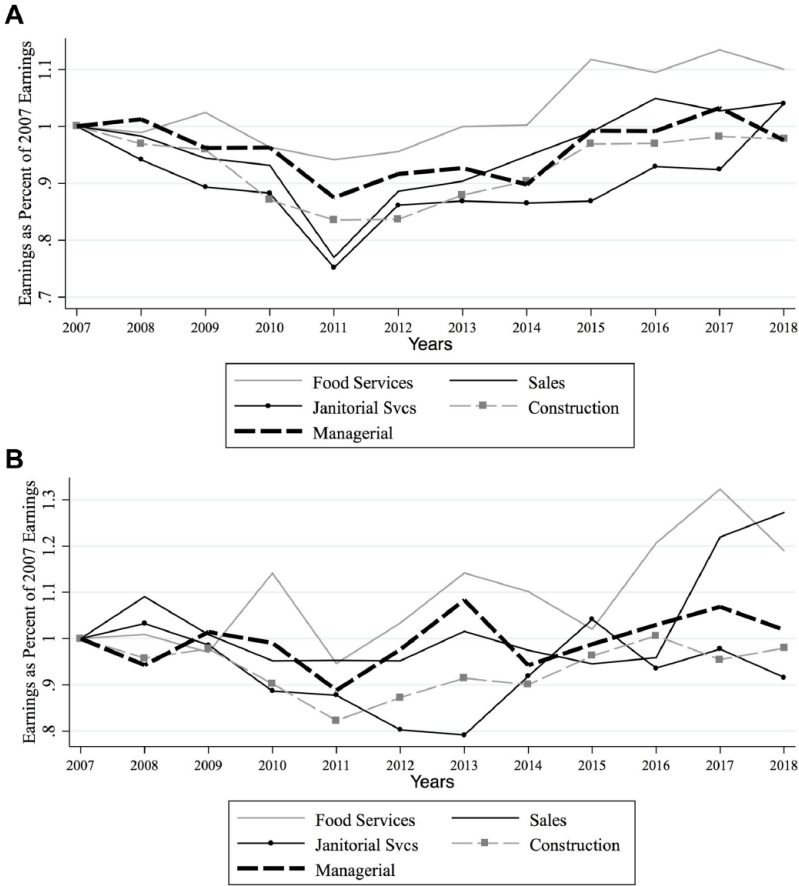 A
Earnings as Percent of 2007 Earnings
1.1
1
.9
.8
.7
2007 2008 2009 2010 2011 2012 2013 2014 2015 2016 2017 2018
Years
Food Services Sales
Janitorial Svcs Construction
Managerial
B
Earnings as Percent of 2007 Earnings
1.3
1.2
1.1
1
.9
.8
2007 2008 2009 2010 2011 2012 2013 2014 2015 2016 2017 2018
Years
Food Services Sales
Janitorial Svcs Construction
Managerial